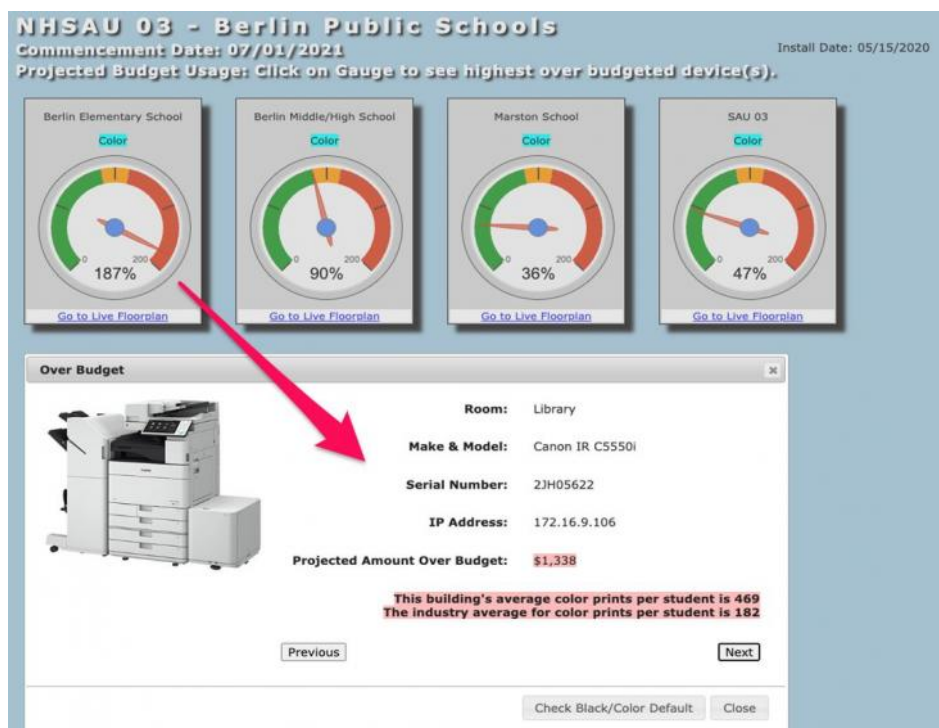 NHSAU 03 - Berlin Public Schools
Commencement Date: 07/01/2021
Install Date: 05/15/2020
Projected Budget Usage: Click on Gauge to see highest over budgeted device(s).
Berlin Elementary School
Color
0
200
187%
Go to Live Floorplan
Berlin Middle/High School
Color
0
200
90%
Go to Live Floorplan
Marston School
Color
0
200
36%
Go to Live Floorplan
SAU 03
Color
0
200
47%
Go to Live Floorplan
Over Budget
Room: Library
Make & Model: Canon IR C5550i
Serial Number: 2JH05622
IP Address: 172.16.9.106
Projected Amount Over Budget: $1,338
This building's average color prints per student is 469
The industry average for color prints per student is 182
Previous
Next
Check Black/Color Default
Close